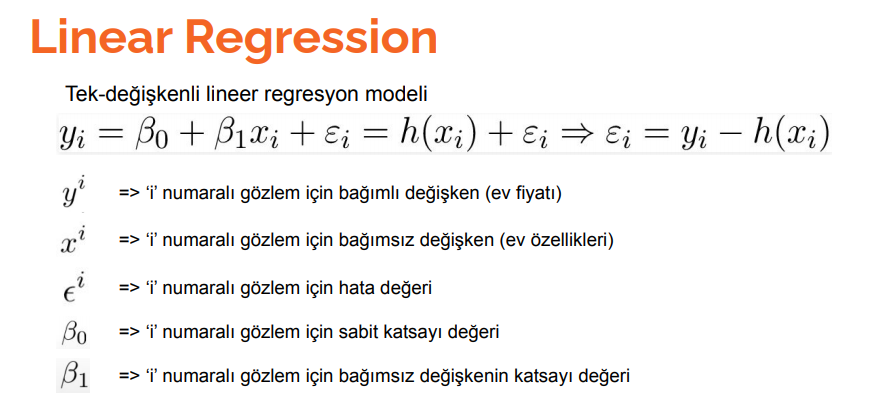 Linear Regression
Tek-değişkenli lineer regresyon modeli
yᵢ = β₀ + β₁xᵢ + εᵢ = h(xᵢ) + εᵢ ⇒ εᵢ = yᵢ − h(xᵢ)
yⁱ => 'i' numaralı gözlem için bağımlı değişken (ev fiyatı)
xⁱ => 'i' numaralı gözlem için bağımsız değişken (ev özellikleri)
ϵⁱ => 'i' numaralı gözlem için hata değeri
β₀ => 'i' numaralı gözlem için sabit katsayı değeri
β₁ => 'i' numaralı gözlem için bağımsız değişkenin katsayı değeri